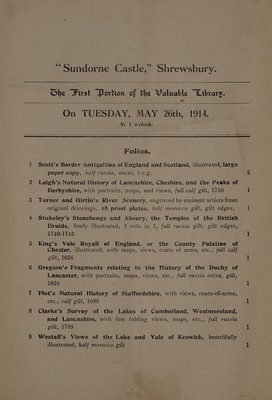 "Sundorne Castle," Shrewsbury.
The First Portion of the Valuable Library.
On TUESDAY, MAY 26th, 1914.
At 1 o'clock.
Folios.
1 Scott's Border Antiquities of England and Scotland, illustrated, large
paper copy, half russia, uncut, t.e.g. 2
2 Leigh's Natural History of Lancashire, Cheshire, and the Peaks of
Derbyshire, with portraits, maps, and views, full calf gilt, 1710 1
3 Turner and Girtin's River Scenery, engraved by eminent artists from
original drawings, 18 proof plates, half morocco gilt, gilt edges, 1
4 Stukeley's Stonehenge and Abury, the Temples of the British
Druids, finely illustrated, 2 vols in 1, full russia gilt, gilt edges,
1740-1743 1
5 King's Vale Royall of England, or the County Palatine of
Chester, illustrated, with maps, views, coats of arms, etc., full calf
gilt, 1656 1
6 Gregson's Fragments relating to the History of the Duchy of
Lancaster, with portraits, maps, views, etc., full russia extra, gilt,
1824 1
7 Plot's Natural History of Staffordshire, with views, coats-of-arms,
etc., calf gilt, 1686 1
8 Clarke's Survey of the Lakes of Cumberland, Westmoreland,
and Lancashire, with fine folding views, maps, etc., full russia
gilt, 1789 1
9 Westall's Views of the Lake and Vale of Keswick, beautifully
illustrated, half morocco gilt 1